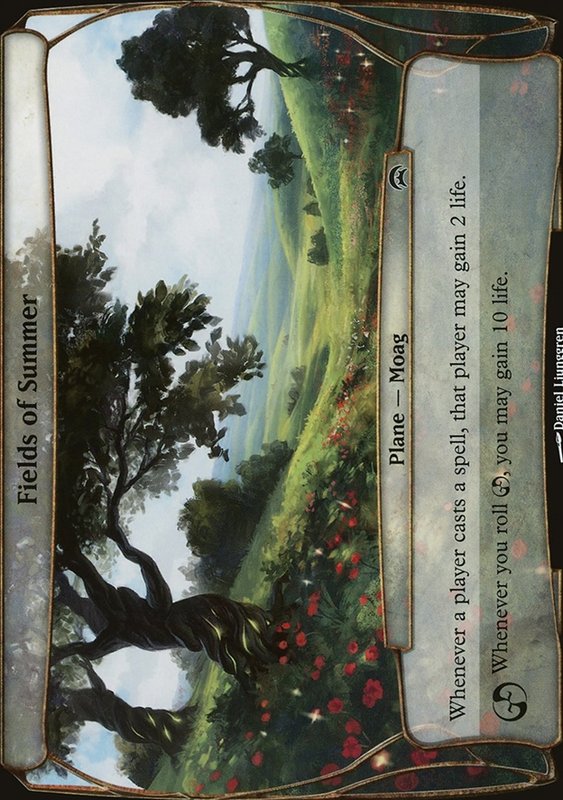 Fields of Summer
Plane — Moag
Whenever a player casts a spell, that player may gain 2 life.
Whenever you roll , you may gain 10 life.
Daniel Ljunggren